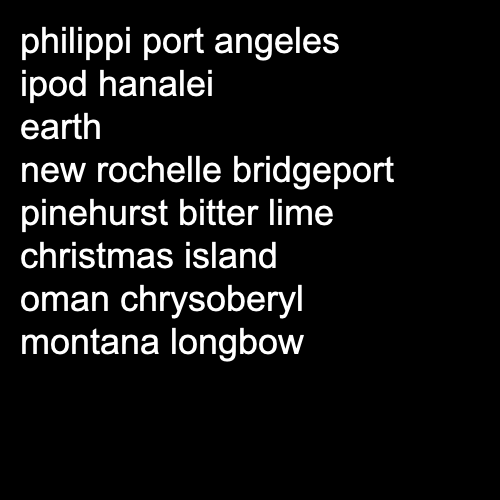 philippi port angeles
ipod hanalei
earth
new rochelle bridgeport
pinehurst bitter lime
christmas island
oman chrysoberyl
montana longbow